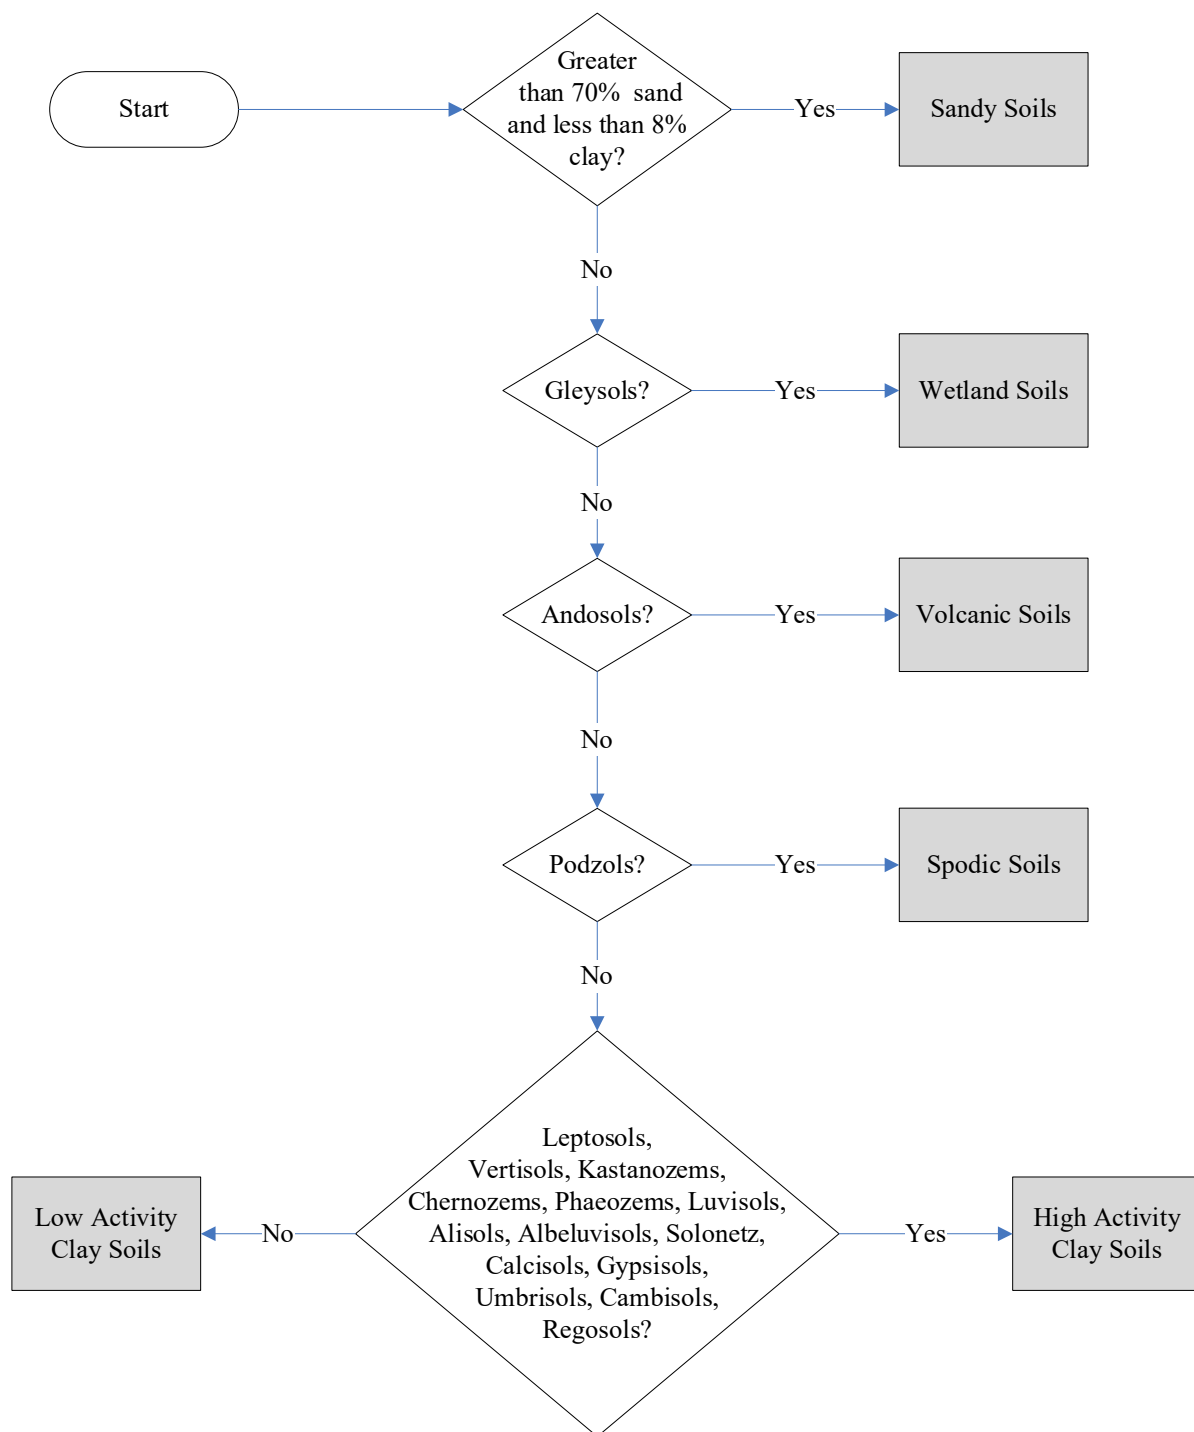 Start
Greater
than 70% sand
and less than 8%
clay?
Yes
Sandy Soils
No
Gleysols?
Yes
Wetland Soils
No
Andosols?
Yes
Volcanic Soils
No
Podzols?
Yes
Spodic Soils
No
Leptosols,
Vertisols, Kastanozems,
Chernozems, Phaeozems, Luvisols,
Alisols, Albeluvisols, Solonetz,
Calcisols, Gypsisols,
Umbrisols, Cambisols,
Regosols?
No
Low Activity
Clay Soils
Yes
High Activity
Clay Soils